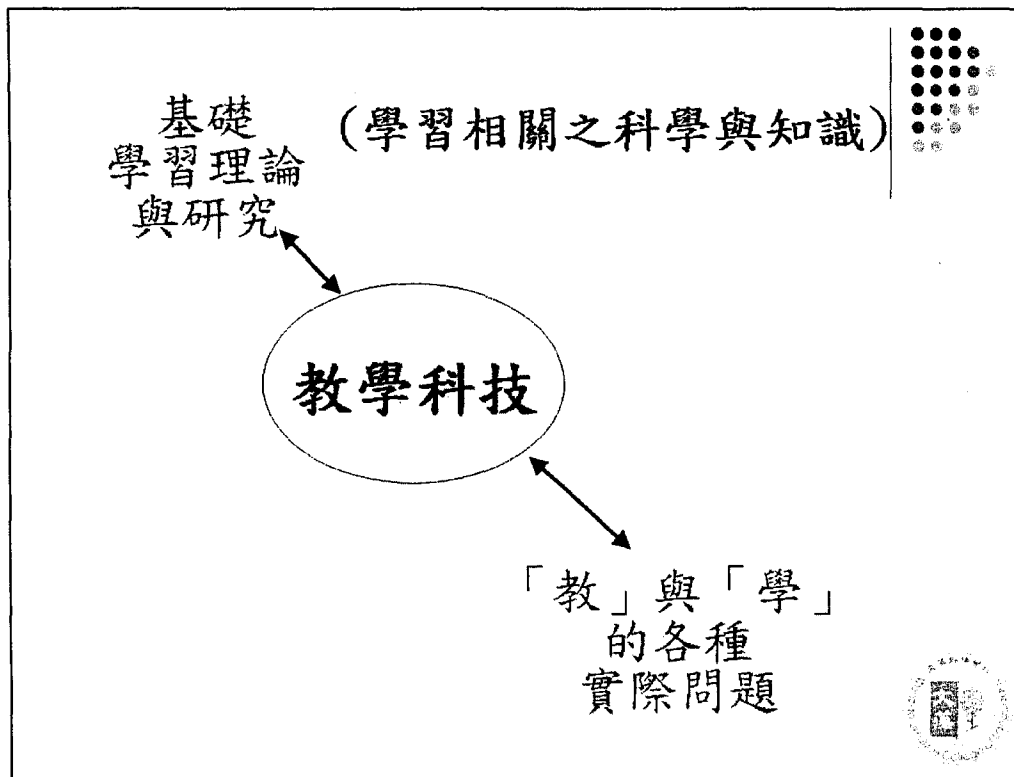 基礎
學習理論
與研究
(學習相關之科學與知識)
教學科技
「教」與「學」
的各種
實際問題